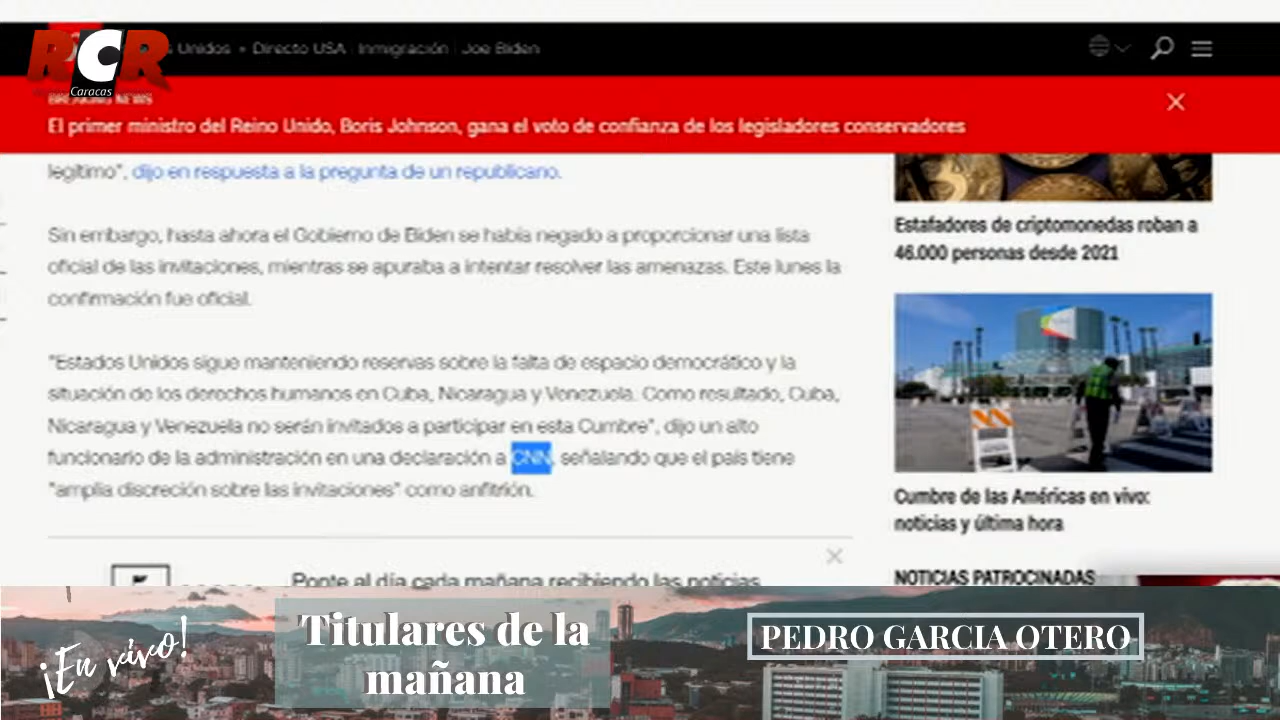 RCR
Caracas
Unidos
Directo USA
Inmigración
Joe Biden
BREAKING NEWS
El primer ministro del Reino Unido, Boris Johnson, gana el voto de confianza de los legisladores conservadores
legítimo", dijo en respuesta a la pregunta de un republicano.
Sin embargo, hasta ahora el Gobierno de Biden se había negado a proporcionar una lista
oficial de las invitaciones, mientras se apuraba a intentar resolver las amenazas. Este lunes la
confirmación fue oficial.
"Estados Unidos sigue manteniendo reservas sobre la falta de espacio democrático y la
situación de los derechos humanos en Cuba, Nicaragua y Venezuela. Como resultado, Cuba,
Nicaragua y Venezuela no serán invitados a participar en esta Cumbre", dijo un alto
funcionario de la administración en una declaración a CNN, señalando que el país tiene
"amplia discreción sobre las invitaciones" como anfitrión.
Ponte al día cada mañana recibiendo las noticias
Estafadores de criptomonedas roban a
46.000 personas desde 2021
Cumbre de las Américas en vivo:
noticias y última hora
NOTICIAS PATROCINADAS
¡En vivo!
Titulares de la
mañana
PEDRO GARCIA OTERO